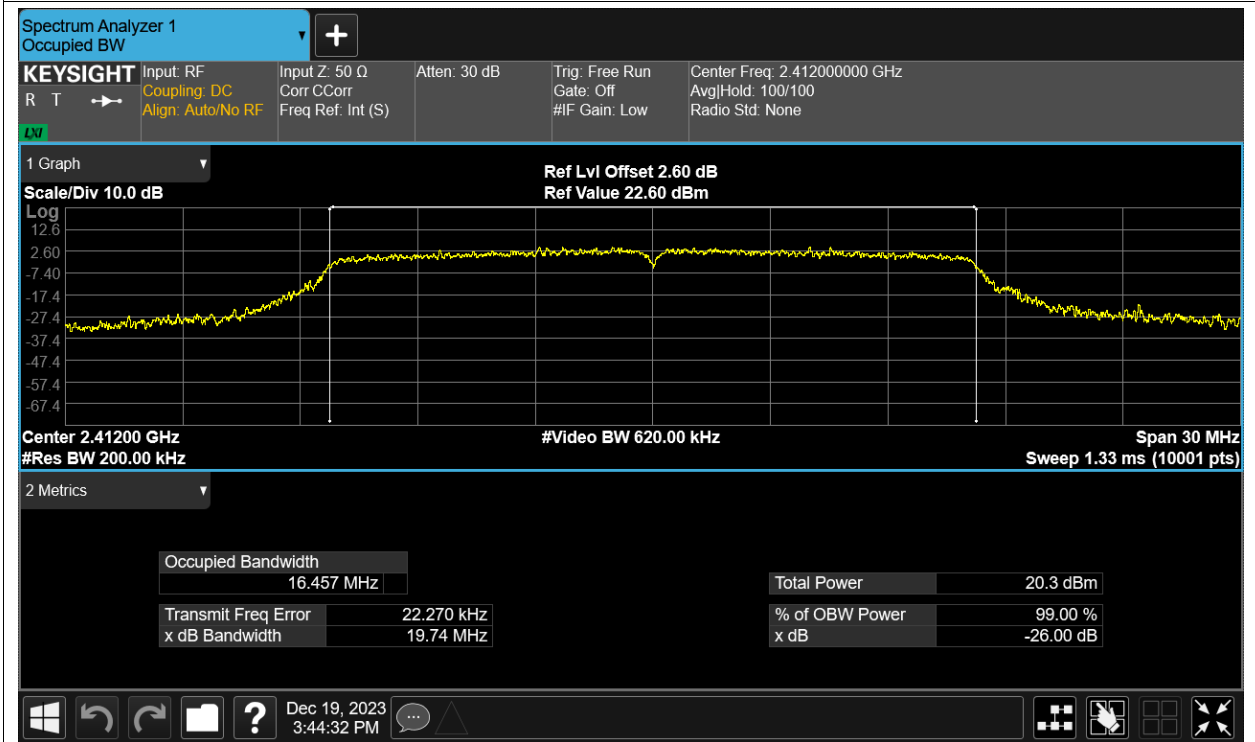 Spectrum Analyzer 1
Occupied BW
KEYSIGHT
R T
LXI
Input: RF
Coupling: DC
Align: Auto/No RF
Input Z: 50 Ω
Corr CCorr
Freq Ref: Int (S)
Atten: 30 dB
Trig: Free Run
Gate: Off
#IF Gain: Low
Center Freq: 2.412000000 GHz
Avg|Hold: 100/100
Radio Std: None
1 Graph
Scale/Div 10.0 dB
Ref Lvl Offset 2.60 dB
Ref Value 22.60 dBm
Log
12.6
2.60
-7.40
-17.4
-27.4
-37.4
-47.4
-57.4
-67.4
Center 2.41200 GHz
#Res BW 200.00 kHz
#Video BW 620.00 kHz
Span 30 MHz
Sweep 1.33 ms (10001 pts)
2 Metrics
Occupied Bandwidth
16.457 MHz
Transmit Freq Error 22.270 kHz
x dB Bandwidth 19.74 MHz
Total Power 20.3 dBm
% of OBW Power 99.00 %
x dB -26.00 dB
?
Dec 19, 2023
3:44:32 PM